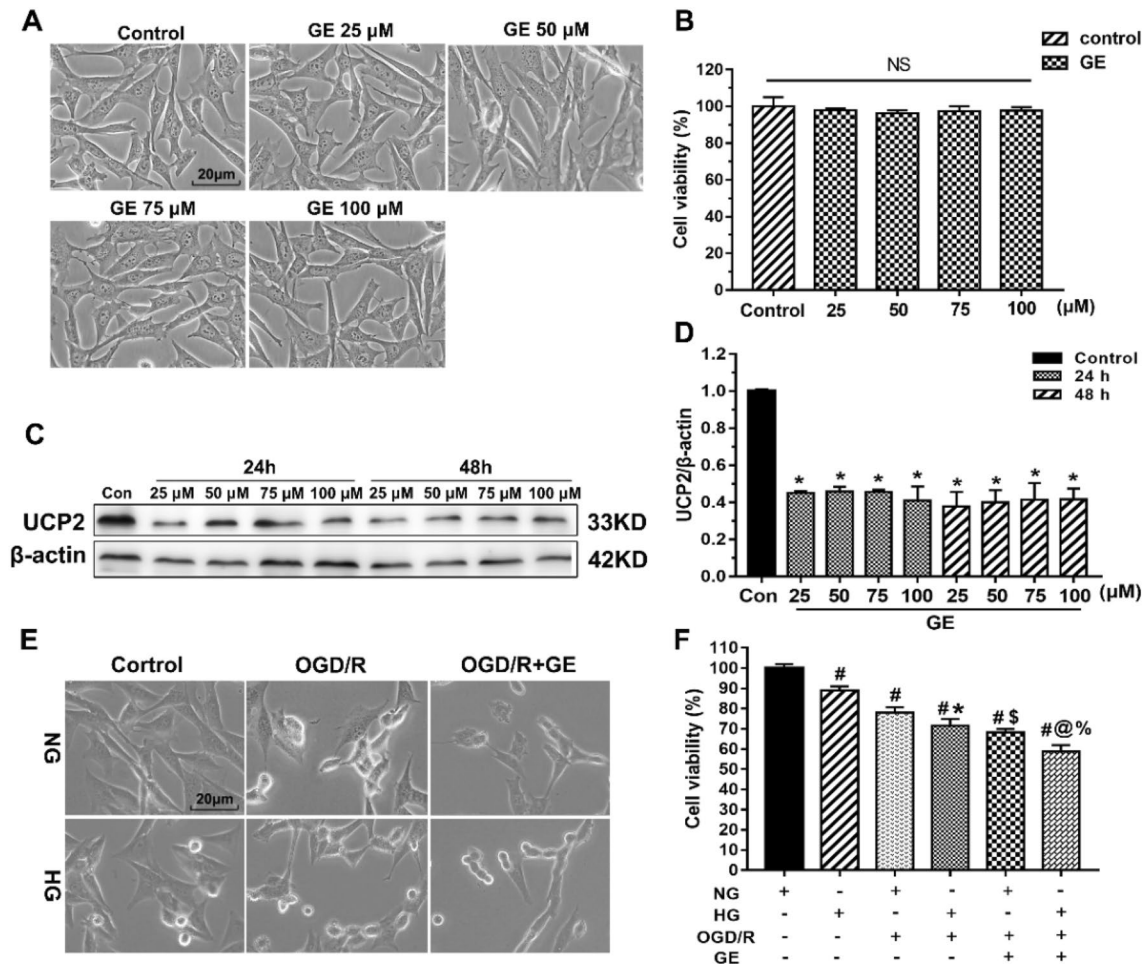 A
Control
GE 25 μM
GE 50 μM
20μm
GE 75 μM
GE 100 μM
B
control
GE
NS
Cell viability (%)
120
100
80
60
40
20
0
Control 25 50 75 100 (μM)
C
24h 48h
Con 25 μM 50 μM 75 μM 100 μM 25 μM 50 μM 75 μM 100 μM
UCP2 33KD
β-actin 42KD
D
Control
24 h
48 h
UCP2/β-actin
1.2
1.0
0.8
0.6
0.4
0.2
0.0
* * * * * * * *
Con 25 50 75 100 25 50 75 100 (μM)
GE
E
Cortrol OGD/R OGD/R+GE
NG
20μm
HG
F
Cell viability (%)
110
100
90
80
70
60
50
40
30
20
10
0
# # #* #$ #@%
NG + - + - + -
HG - + - + - +
OGD/R - - + + + +
GE - - - - + +